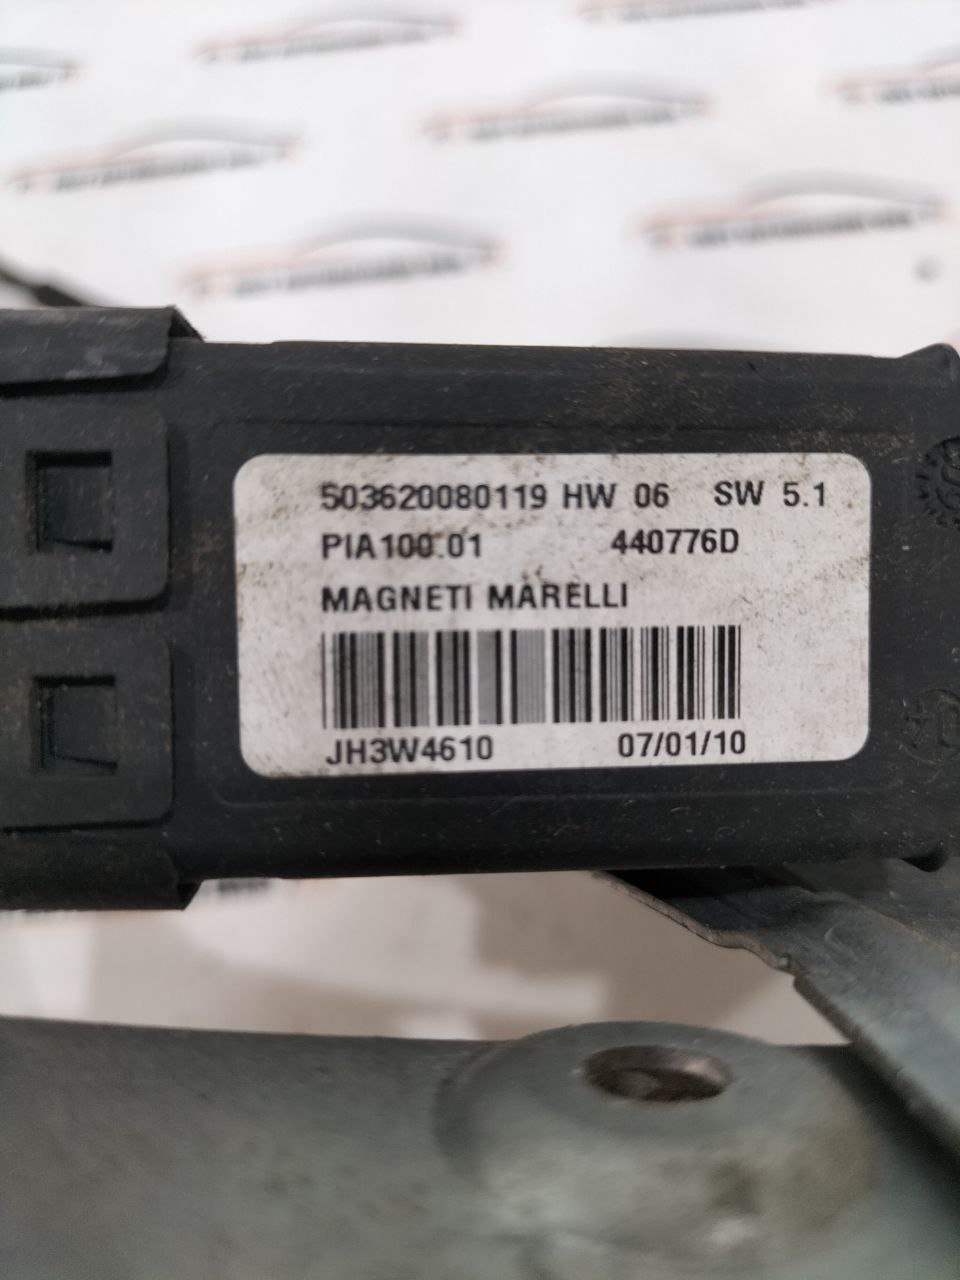 503620080119 HW 06 SW 5.1
PIA100.01 440776D
MAGNETI MARELLI
JH3W4610 07/01/10